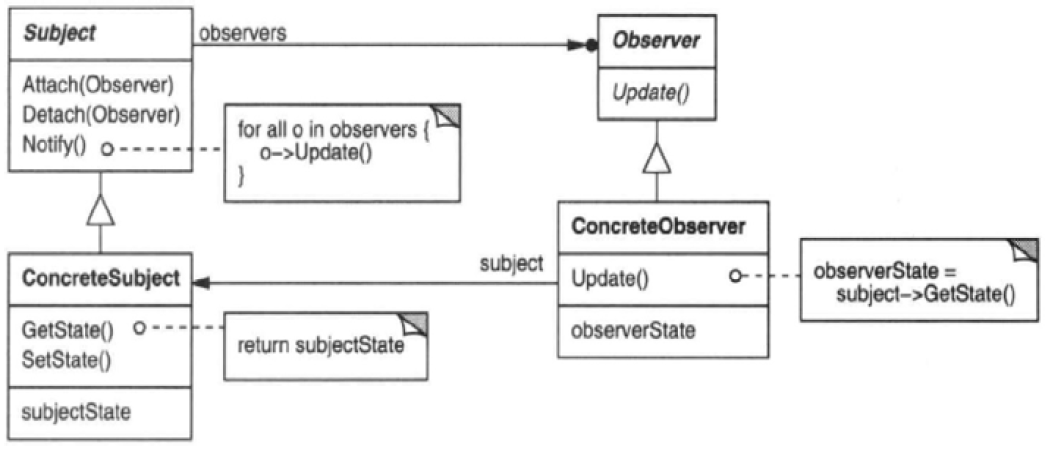 Subject
Attach(Observer)
Detach(Observer)
Notify()
observers
for all o in observers {
o->Update()
}
Observer
Update()
ConcreteSubject
GetState()
SetState()
subjectState
return subjectState
subject
ConcreteObserver
Update()
observerState
observerState =
subject->GetState()